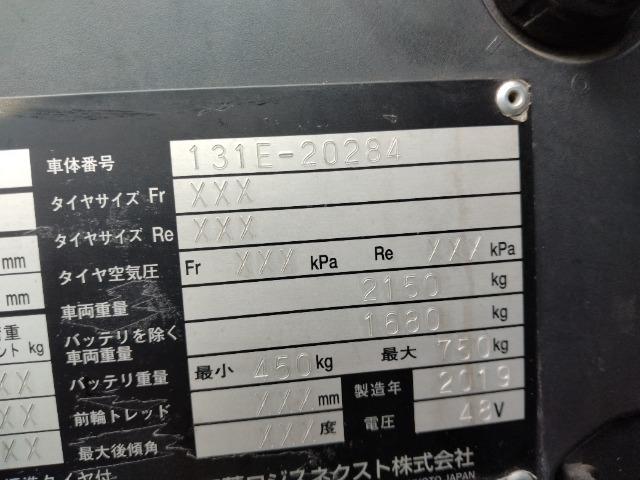 車体番号 131E-20284
タイヤサイズ Fr XXX
タイヤサイズ Re XXX
mm タイヤ空気圧 Fr XXX kPa Re XXX kPa
mm 車両重量 2150 kg
kg バッテリを除く車両重量 1680 kg
バッテリ重量 最小 450 kg 最大 750 kg
XX 前輪トレッド XXX mm 製造年 2019
XX 最大後傾角 XXX 度 電圧 48 V
ロジスネクスト株式会社
JAPAN